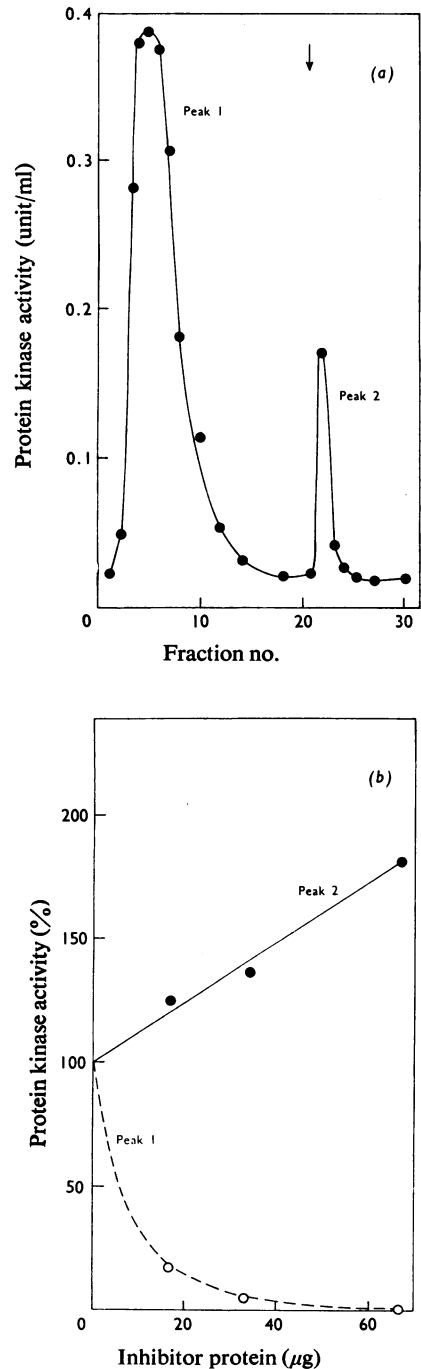 0.4
(a)
Peak 1
0.3
Protein kinase activity (unit/ml)
0.2
Peak 2
0.1
0
10
20
30
Fraction no.
(b)
200
Peak 2
150
Protein kinase activity (%)
100
Peak 1
50
0
20
40
60
Inhibitor protein (μg)